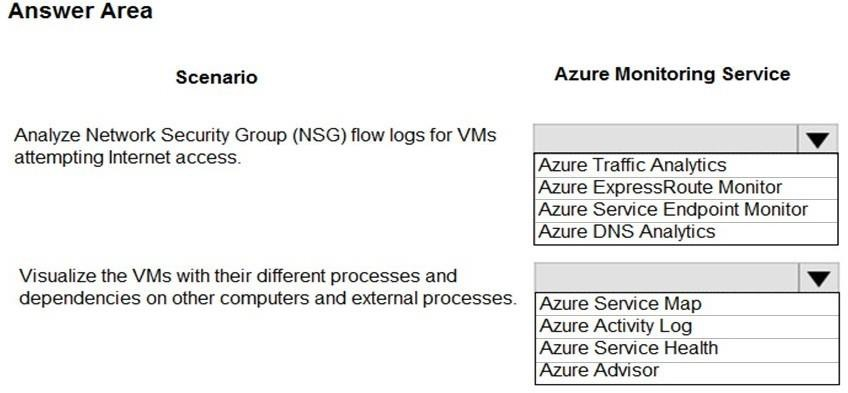 Answer Area
Scenario
Azure Monitoring Service
Analyze Network Security Group (NSG) flow logs for VMs
attempting Internet access.
Azure Traffic Analytics
Azure ExpressRoute Monitor
Azure Service Endpoint Monitor
Azure DNS Analytics
Visualize the VMs with their different processes and
dependencies on other computers and external processes.
Azure Service Map
Azure Activity Log
Azure Service Health
Azure Advisor